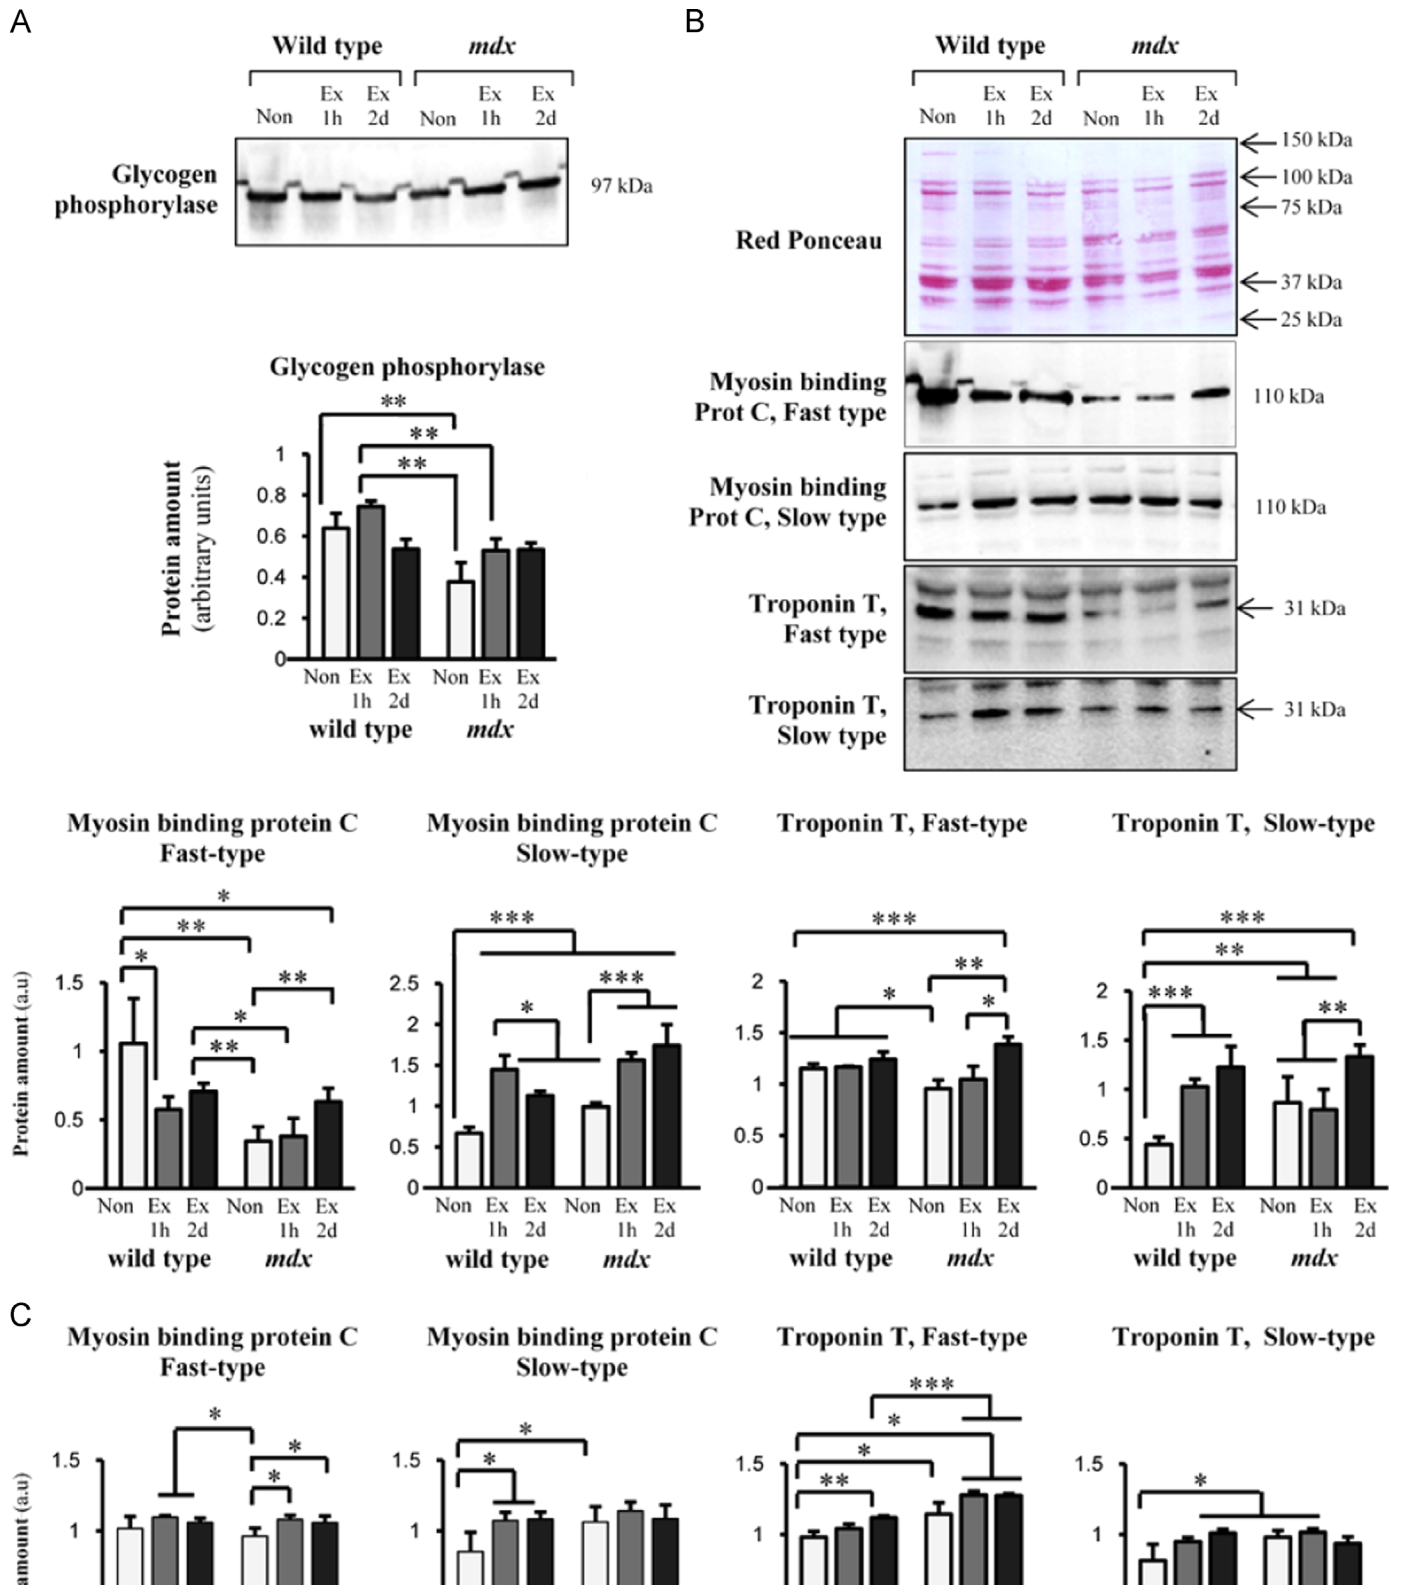 A
Wild type
mdx
Non
Ex
1h
Ex
2d
Non
Ex
1h
Ex
2d
Glycogen
phosphorylase
97 kDa
Glycogen phosphorylase
**
**
**
Protein amount
(arbitrary units)
1
0.8
0.6
0.4
0.2
0
Non Ex Ex Non Ex Ex
1h 2d 1h 2d
wild type mdx
B
Wild type
mdx
Non
Ex
1h
Ex
2d
Non
Ex
1h
Ex
2d
Red Ponceau
150 kDa
100 kDa
75 kDa
37 kDa
25 kDa
Myosin binding
Prot C, Fast type
110 kDa
Myosin binding
Prot C, Slow type
110 kDa
Troponin T,
Fast type
31 kDa
Troponin T,
Slow type
31 kDa
Myosin binding protein C
Fast-type
*
**
*
**
*
**
Protein amount (a.u)
1.5
1
0.5
0
Non Ex Ex Non Ex Ex
1h 2d 1h 2d
wild type mdx
Myosin binding protein C
Slow-type
***
***
*
2.5
2
1.5
1
0.5
0
Non Ex Ex Non Ex Ex
1h 2d 1h 2d
wild type mdx
Troponin T, Fast-type
***
**
*
*
2
1.5
1
0.5
0
Non Ex Ex Non Ex Ex
1h 2d 1h 2d
wild type mdx
Troponin T, Slow-type
***
**
***
**
2
1.5
1
0.5
0
Non Ex Ex Non Ex Ex
1h 2d 1h 2d
wild type mdx
C
Myosin binding protein C
Fast-type
*
*
*
amount (a.u)
1.5
1
Myosin binding protein C
Slow-type
*
*
1.5
1
Troponin T, Fast-type
***
*
*
**
1.5
1
Troponin T, Slow-type
*
1.5
1